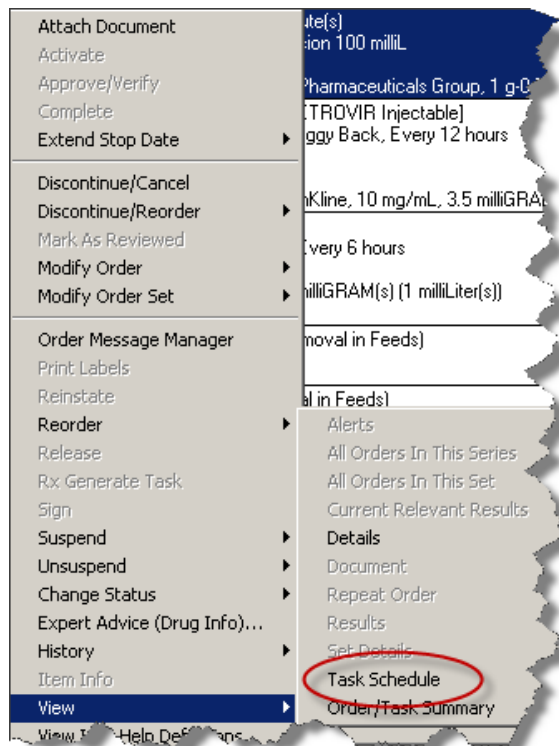 Attach Document
Activate
Approve/Verify
Complete
Extend Stop Date
Discontinue/Cancel
Discontinue/Reorder
Mark As Reviewed
Modify Order
Modify Order Set
Order Message Manager
Print Labels
Reinstate
Reorder
Release
Rx Generate Task
Sign
Suspend
Unsuspend
Change Status
Expert Advice (Drug Info)...
History
Item Info
View
ute(s)
sion 100 milliL
Pharmaceuticals Group, 1 g-0
TROVIR Injectable]
ggy Back, Every 12 hours
Kline, 10 mg/mL, 3.5 milliGRA
very 6 hours
illiGRAM(s) (1 milliLiter(s))
moval in Feeds)
al in Feeds)
Alerts
All Orders In This Series
All Orders In This Set
Current Relevant Results
Details
Document
Repeat Order
Results
Set Details
Task Schedule
Order/Task Summary